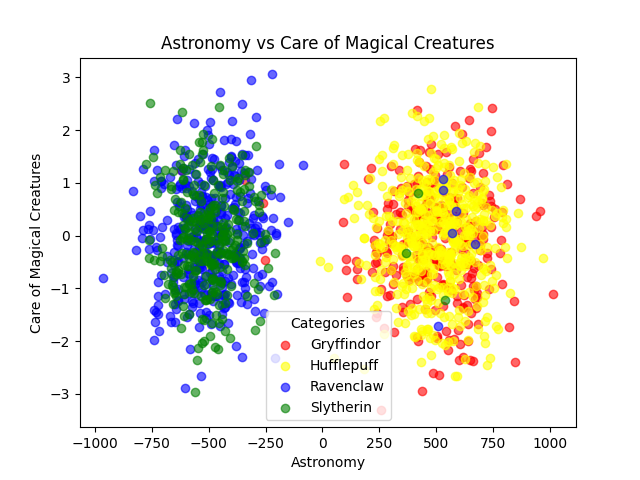 Astronomy vs Care of Magical Creatures
Care of Magical Creatures
3
2
1
0
−1
−2
−3
Categories
Gryffindor
Hufflepuff
Ravenclaw
Slytherin
−1000 −750 −500 −250 0 250 500 750 1000
Astronomy